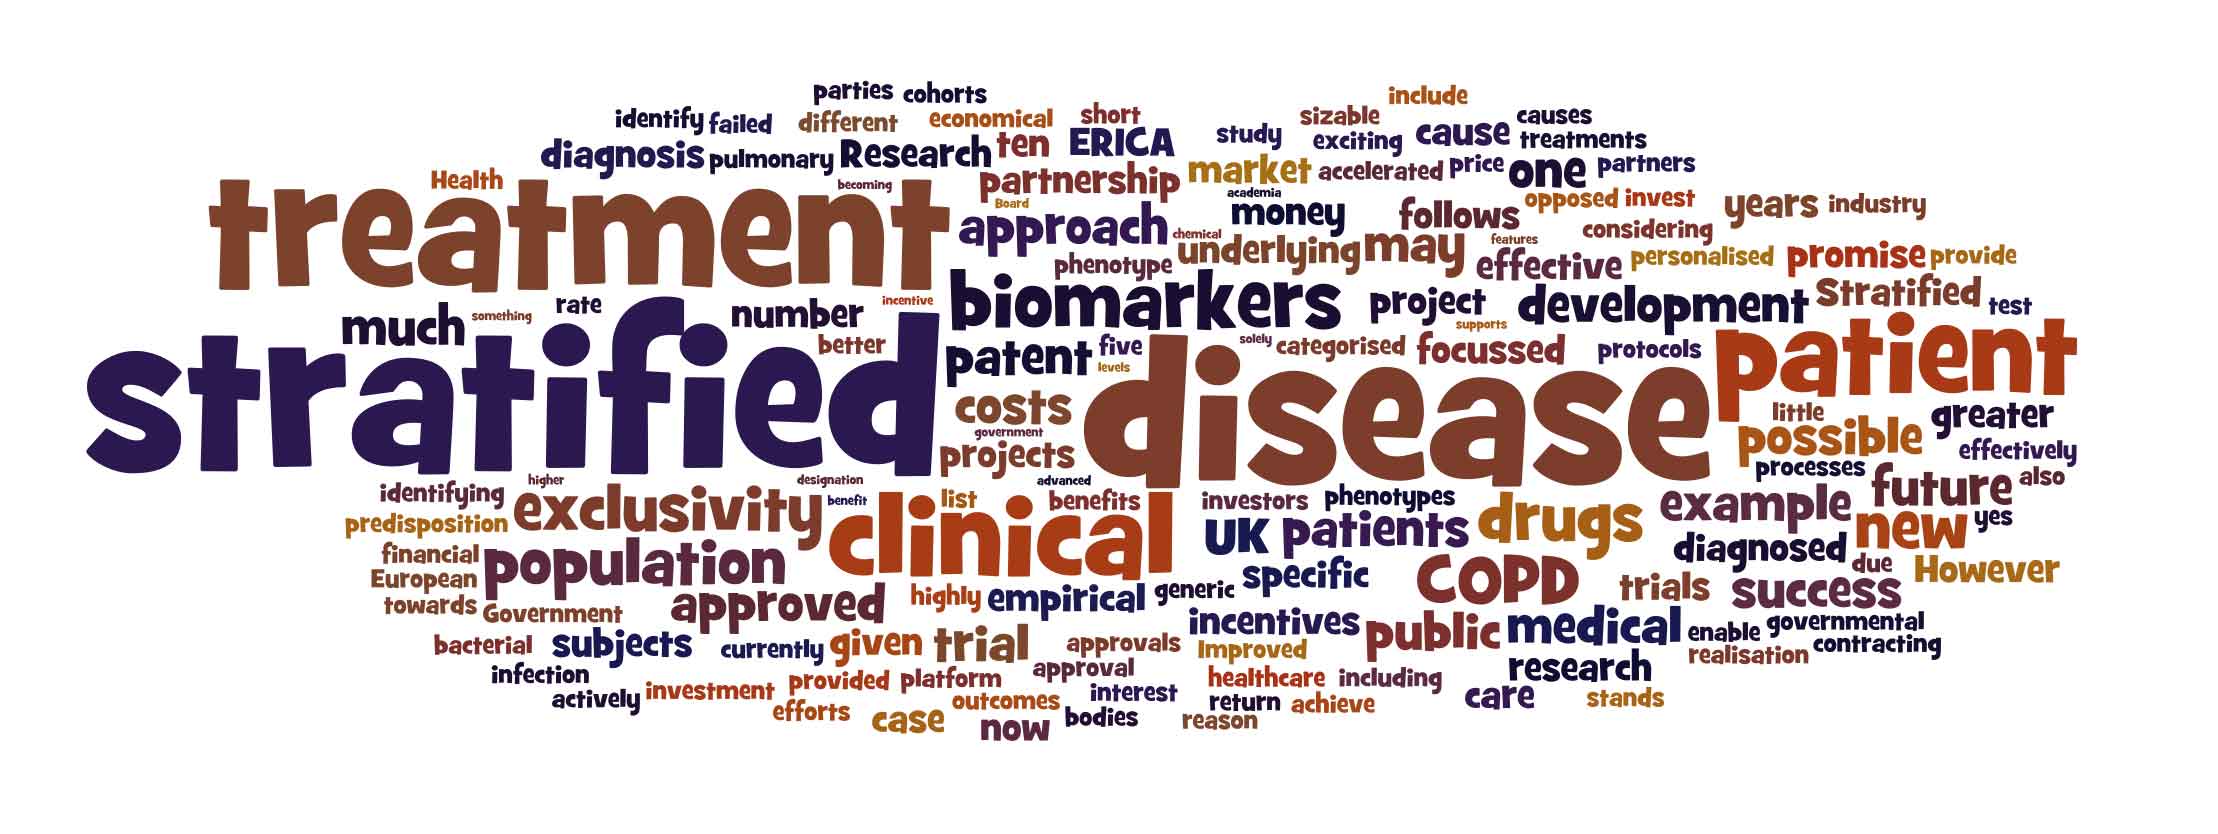 parties cohorts include
identify failed different economical short sizable causes
diagnosis pulmonary Research ten ERICA study exciting cause treatments
Health becoming partnership market accelerated price one partners
treatment Board academia opposed invest years industry
approach money follows considering
chemical underlying may features
phenotype effective personalised promise provide
much something rate number incentive biomarkers project development Stratified test
supports
stratified better patent five solely categorised focussed protocols patient
levels
costs disease little greater
government possible
projects effectively
higher designation advanced processes future also
identifying exclusivity benefit list benefits investors phenotypes example
predisposition clinical UK patients drugs new yes
financial population diagnosed due However
European specific COPD trials success
towards Government approved highly empirical generic
incentives public medical enable governmental
bacterial subjects currently given trial approvals Improved realisation contracting
infection approval research
actively investment provided platform interest healthcare including care stands
efforts outcomes return achieve
case now bodies reason